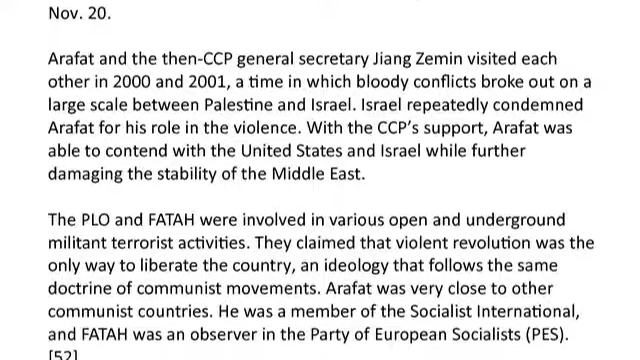 Nov. 20.
Arafat and the then-CCP general secretary Jiang Zemin visited each
other in 2000 and 2001, a time in which bloody conflicts broke out on a
large scale between Palestine and Israel. Israel repeatedly condemned
Arafat for his role in the violence. With the CCP’s support, Arafat was
able to contend with the United States and Israel while further
damaging the stability of the Middle East.
The PLO and FATAH were involved in various open and underground
militant terrorist activities. They claimed that violent revolution was the
only way to liberate the country, an ideology that follows the same
doctrine of communist movements. Arafat was very close to other
communist countries. He was a member of the Socialist International,
and FATAH was an observer in the Party of European Socialists (PES).
[52]